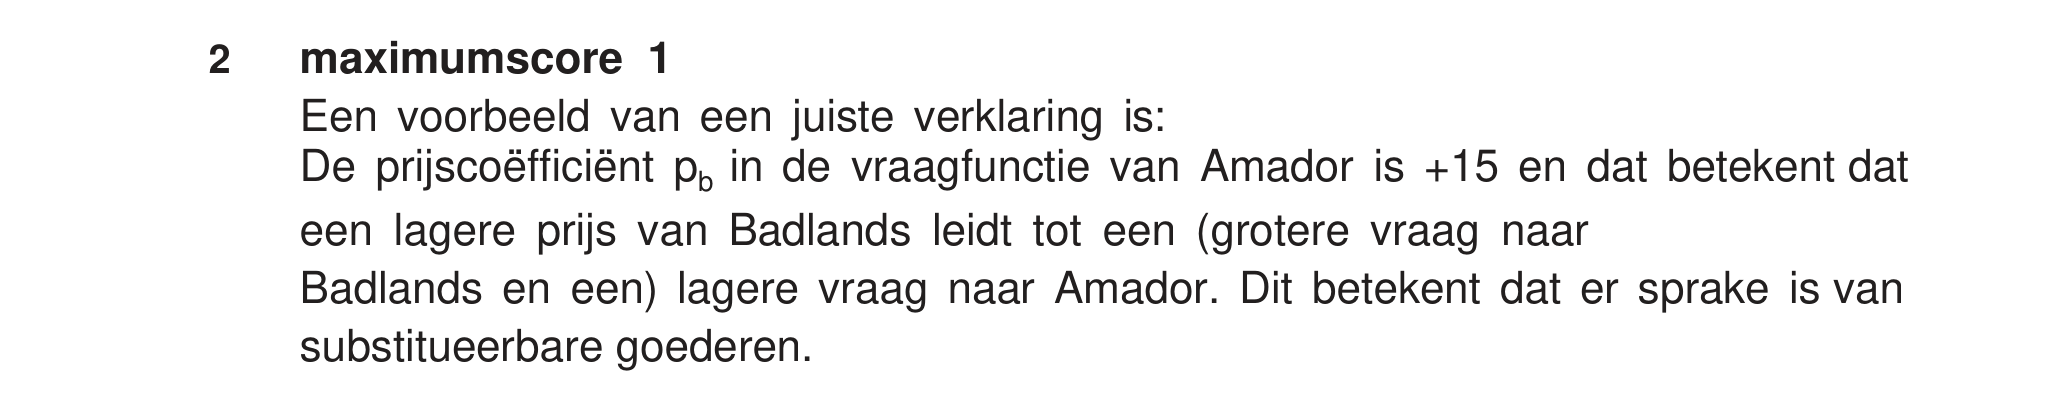 2 maximumscore 1
Een voorbeeld van een juiste verklaring is:
De prijscoëfficiënt p_b in de vraagfunctie van Amador is +15 en dat betekent dat
een lagere prijs van Badlands leidt tot een (grotere vraag naar
Badlands en een) lagere vraag naar Amador. Dit betekent dat er sprake is van
substitueerbare goederen.